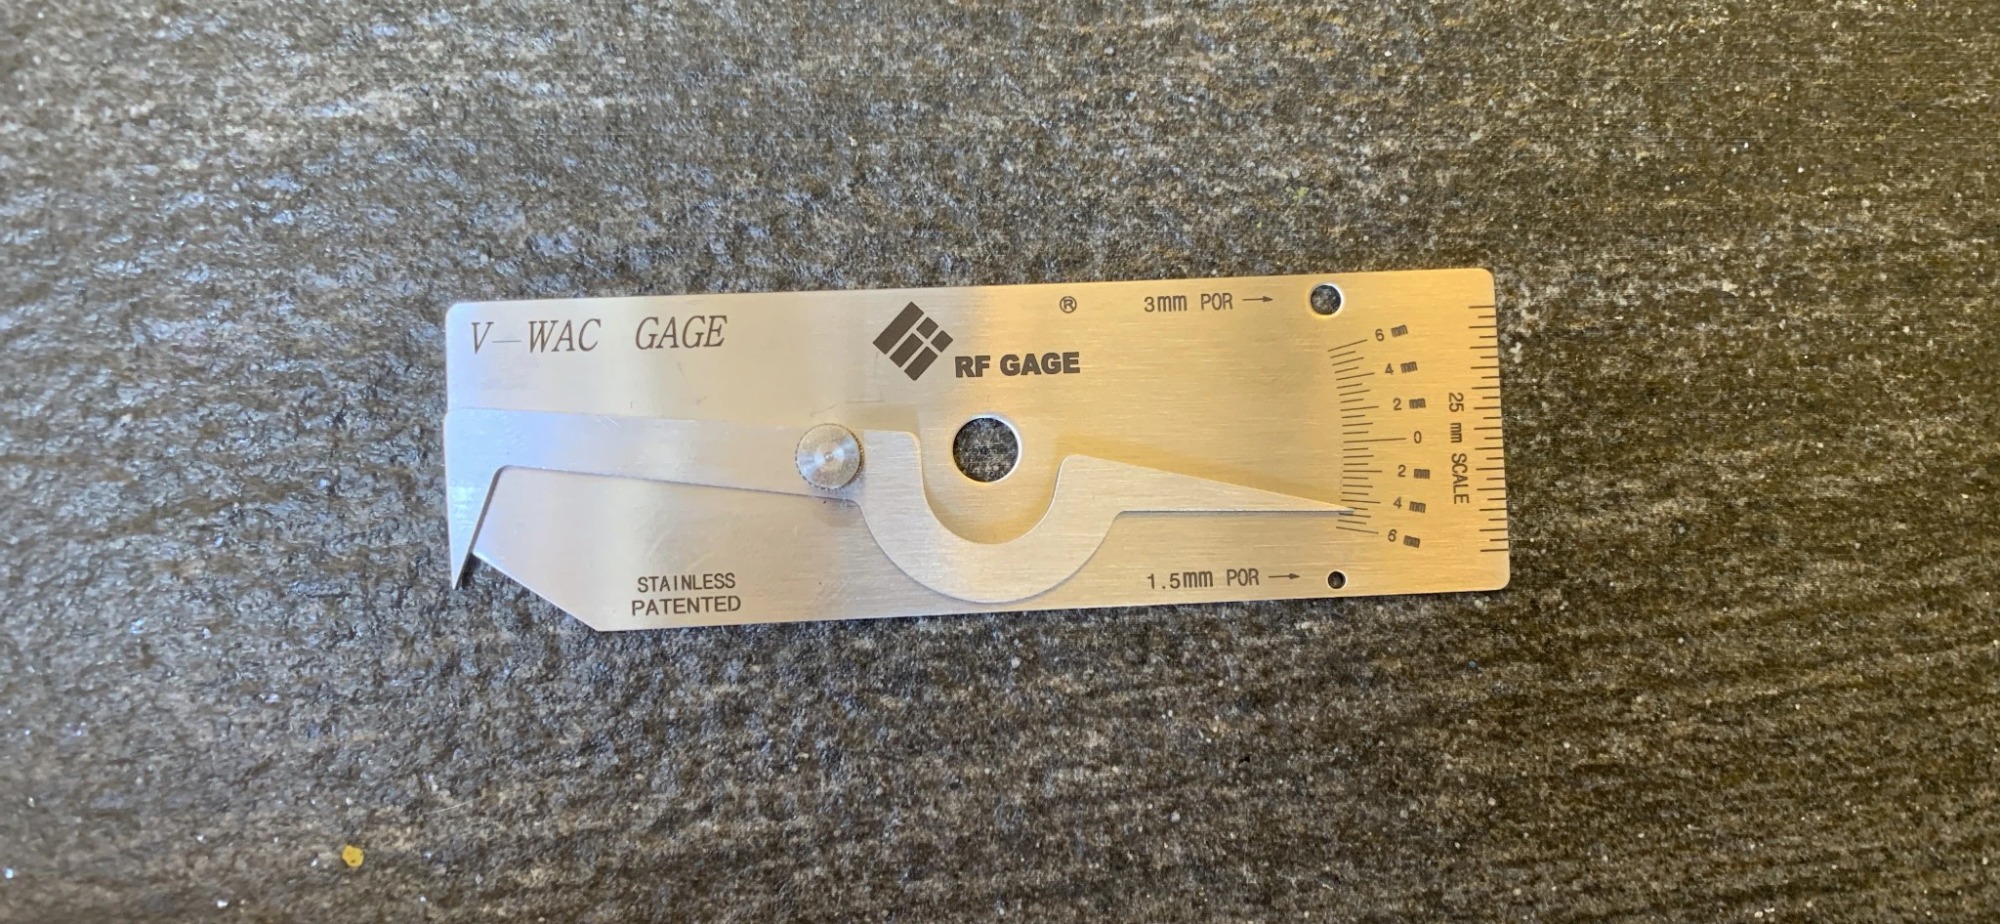 V—WAC GAGE
®
RF GAGE
3mm POR →
6 mm
4 mm
2 mm
0
2 mm
4 mm
6 mm
25 mm SCALE
STAINLESS
PATENTED
1.5mm POR →